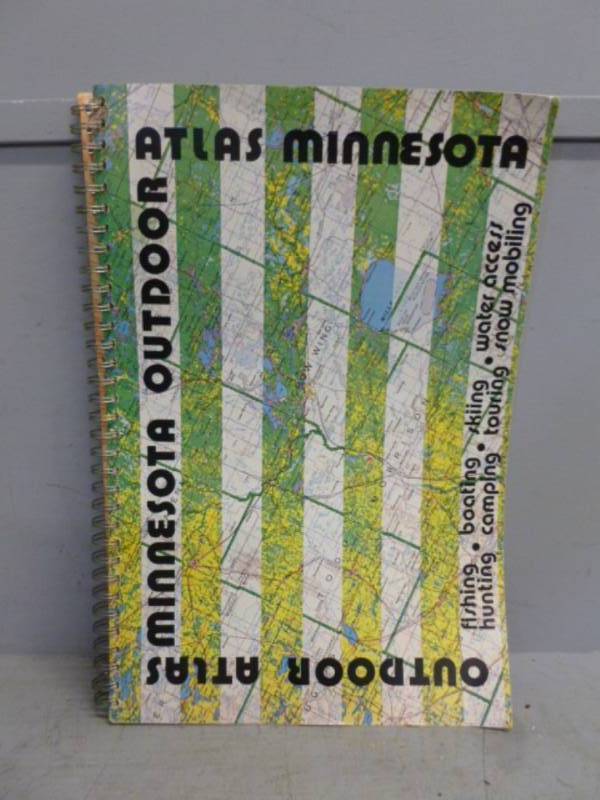 ATLAS MINNESOTA
MINNESOTA OUTDOOR
OUTDOOR ATLAS
fishing • boating • skiing • water access
hunting • camping • touring • snow mobiling